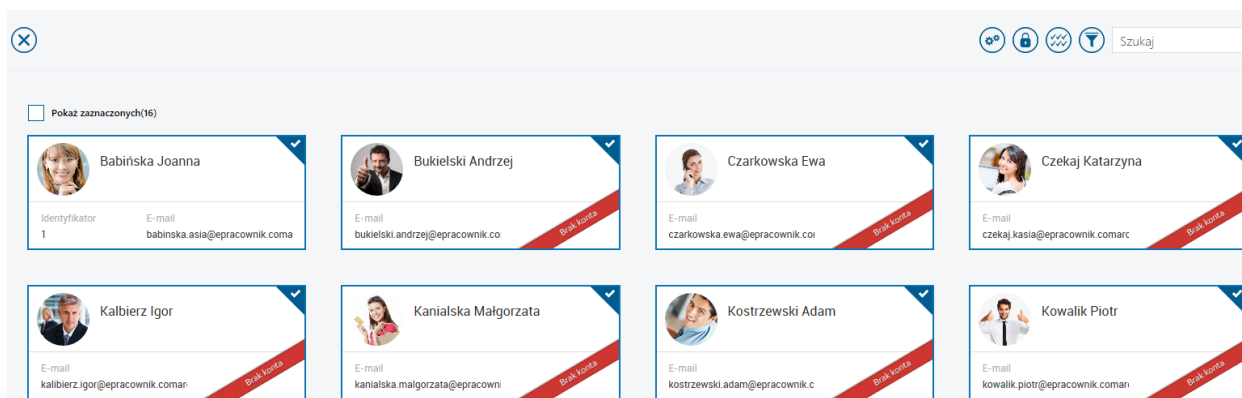 Szukaj
Pokaż zaznaczonych(16)
Babińska Joanna
Identyfikator E-mail
1 babinska.asia@epracownik.coma
Bukielski Andrzej
E-mail
bukielski.andrzej@epracownik.co
Brak konta
Czarkowska Ewa
E-mail
czarkowska.ewa@epracownik.coi
Brak konta
Czekaj Katarzyna
E-mail
czekaj.kasia@epracownik.comarc
Brak konta
Kalbierz Igor
E-mail
kalibierz.igor@epracownik.comar
Brak konta
Kanialska Małgorzata
E-mail
kanialska.malgorzata@epracowni
Brak konta
Kostrzewski Adam
E-mail
kostrzewski.adam@epracownik.c
Brak konta
Kowalik Piotr
E-mail
kowalik.piotr@epracownik.comar
Brak konta